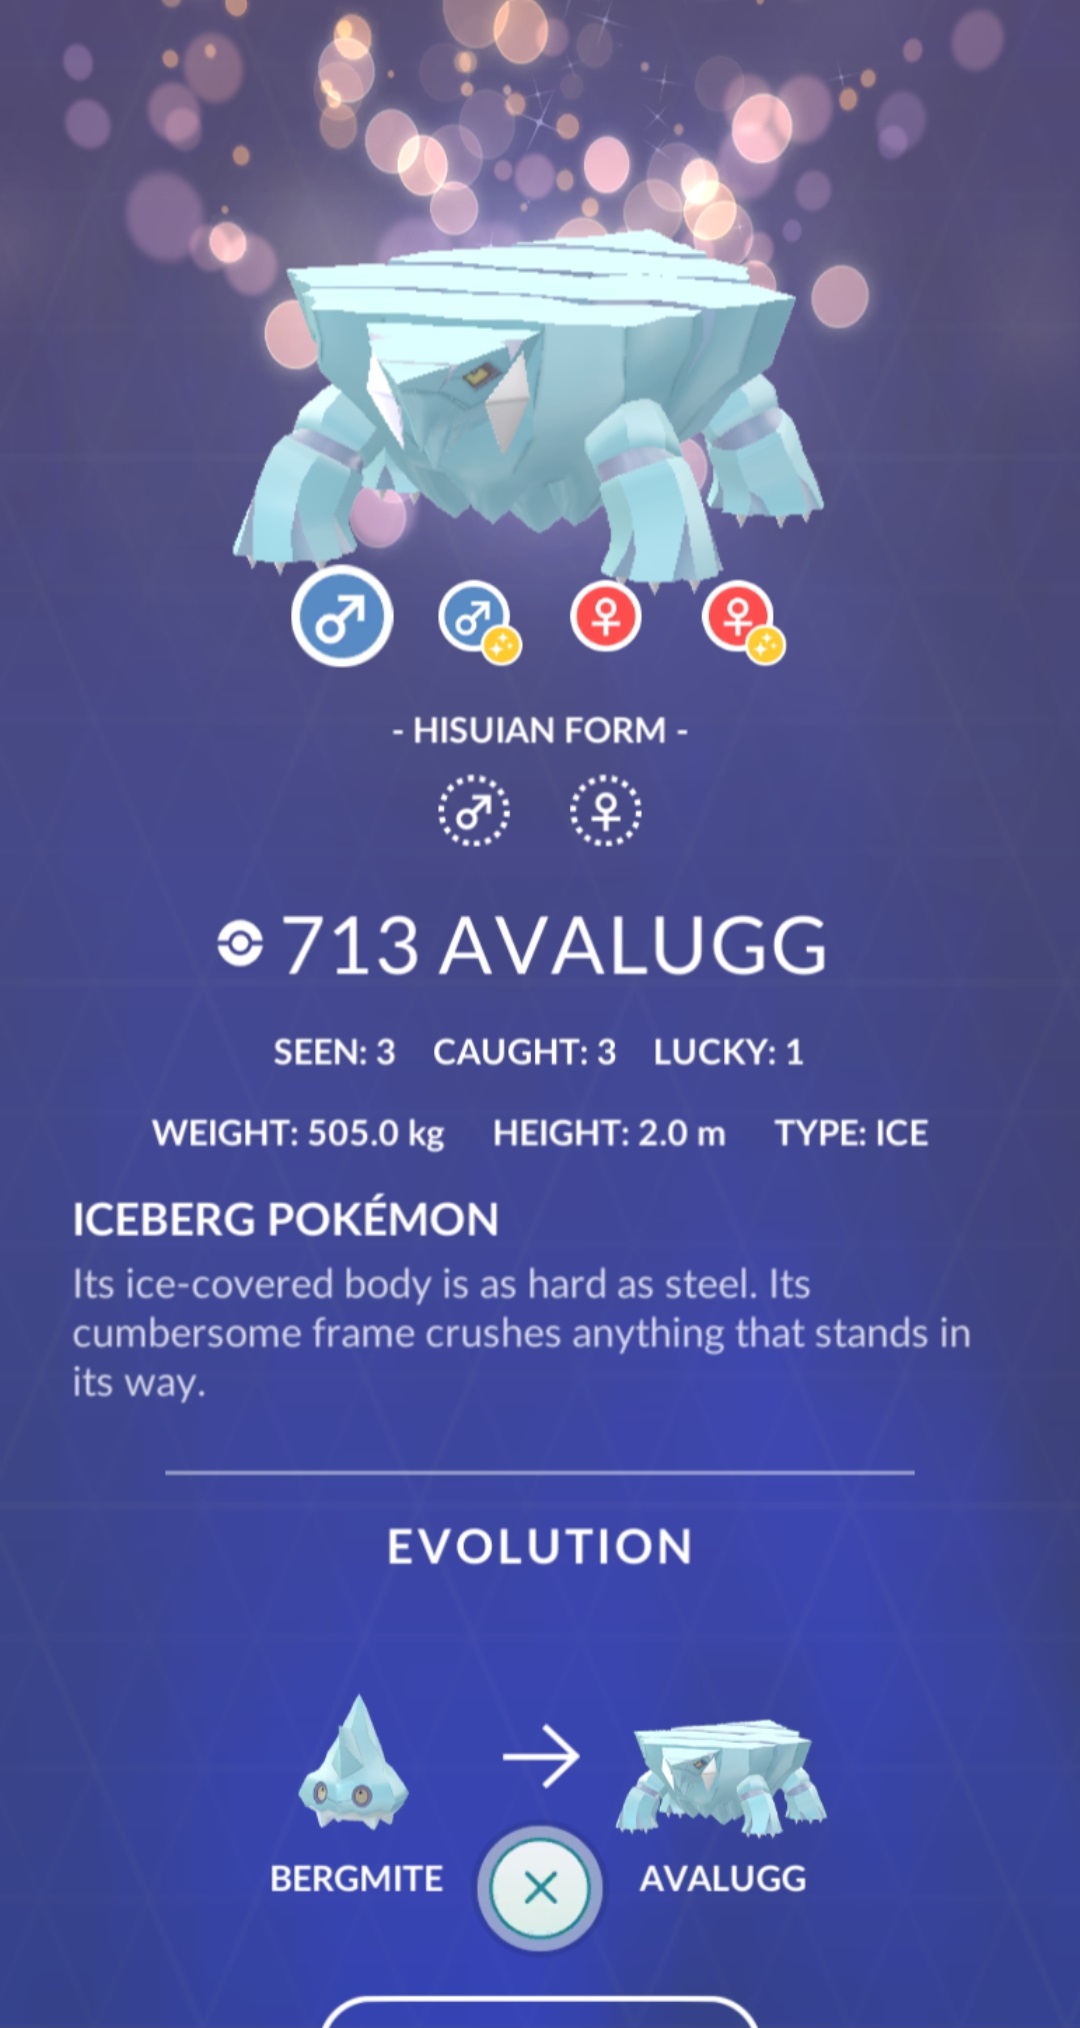 - HISUIAN FORM -
713 AVALUGG
SEEN: 3 CAUGHT: 3 LUCKY: 1
WEIGHT: 505.0 kg HEIGHT: 2.0 m TYPE: ICE
ICEBERG POKÉMON
Its ice-covered body is as hard as steel. Its
cumbersome frame crushes anything that stands in
its way.
EVOLUTION
BERGMITE AVALUGG